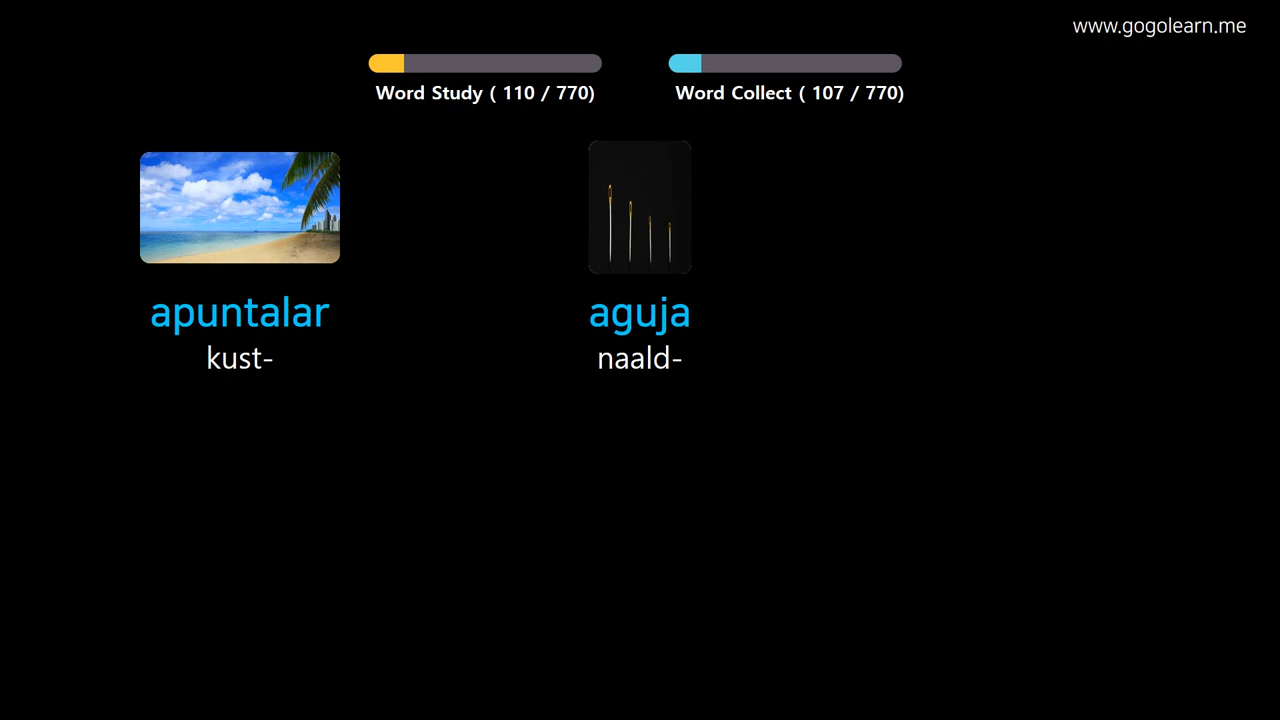 www.gogolearn.me
Word Study ( 110 / 770)
Word Collect ( 107 / 770)
apuntalar
kust-
aguja
naald-